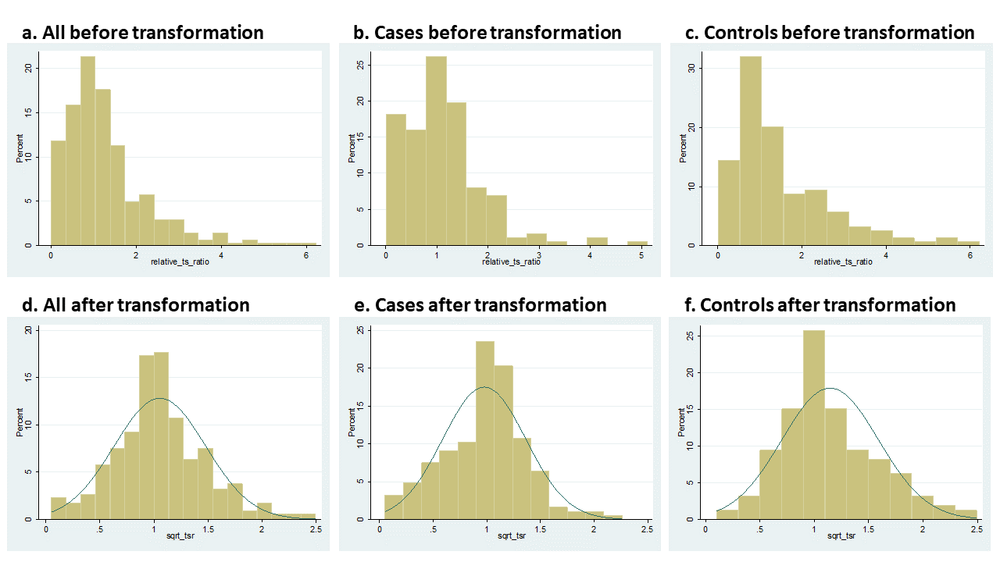 a. All before transformation
20
15
10
5
0
Percent
0 2 4 6
relative_ts_ratio
b. Cases before transformation
25
20
15
10
5
0
Percent
0 1 2 3 4 5
relative_ts_ratio
c. Controls before transformation
30
20
10
0
Percent
0 2 4 6
relative_ts_ratio
d. All after transformation
20
15
10
5
0
Percent
0 .5 1 1.5 2 2.5
sqrt_tsr
e. Cases after transformation
25
20
15
10
5
0
Percent
0 .5 1 1.5 2 2.5
sqrt_tsr
f. Controls after transformation
25
20
15
10
5
0
Percent
0 .5 1 1.5 2 2.5
sqrt_tsr